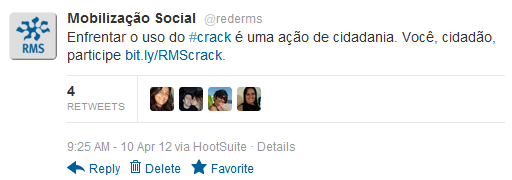 RMS
Mobilização Social @rederms
Enfrentar o uso do #crack é uma ação de cidadania. Você, cidadão,
participe bit.ly/RMScrack.
4
RETWEETS
9:25 AM - 10 Apr 12 via HootSuite · Details
Reply Delete Favorite